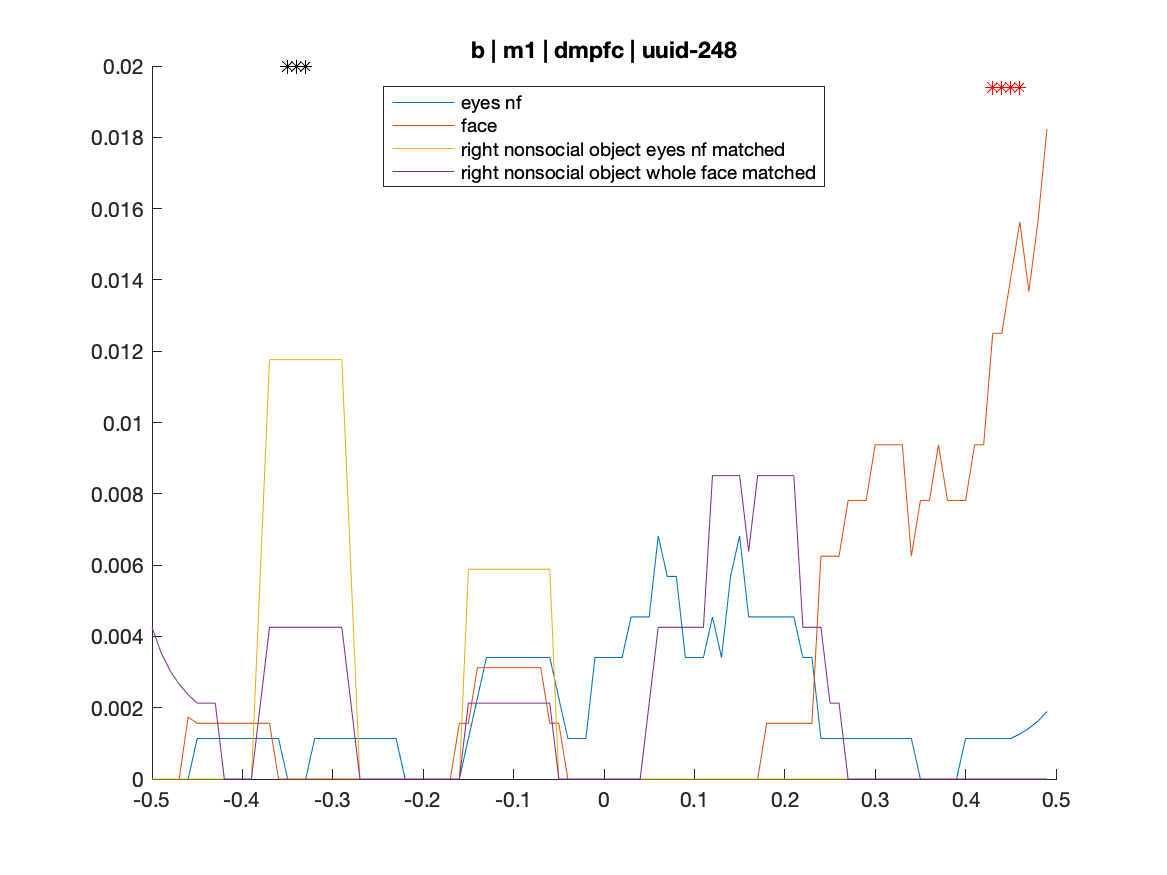 b | m1 | dmpfc | uuid-248
eyes nf
face
right nonsocial object eyes nf matched
right nonsocial object whole face matched
0.02
0.018
0.016
0.014
0.012
0.01
0.008
0.006
0.004
0.002
0
-0.5 -0.4 -0.3 -0.2 -0.1 0 0.1 0.2 0.3 0.4 0.5